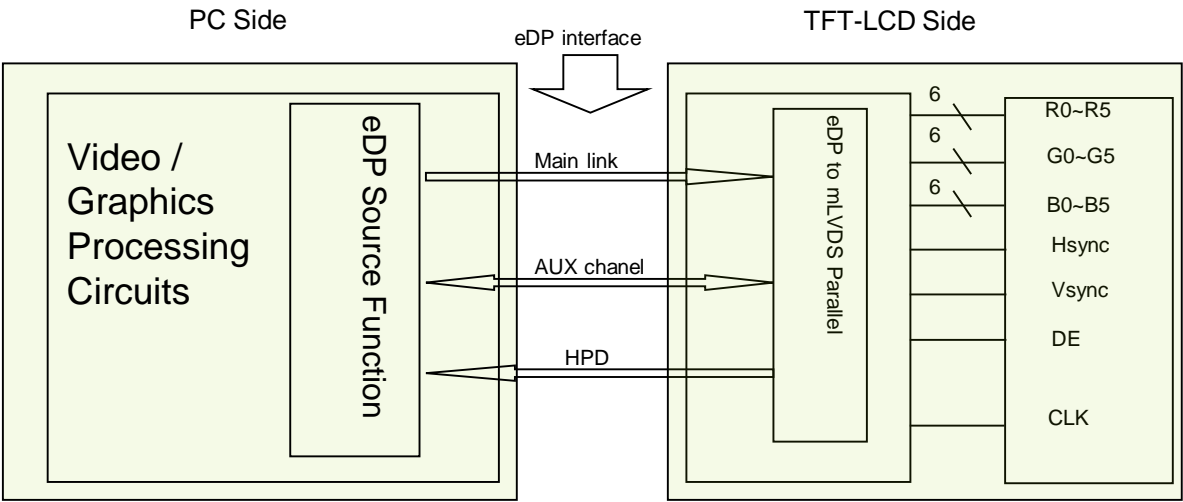 PC Side
TFT-LCD Side
eDP interface
Video /
Graphics
Processing
Circuits
eDP Source Function
Main link
AUX chanel
HPD
eDP to mLVDS Parallel
6
R0~R5
6
G0~G5
6
B0~B5
Hsync
Vsync
DE
CLK